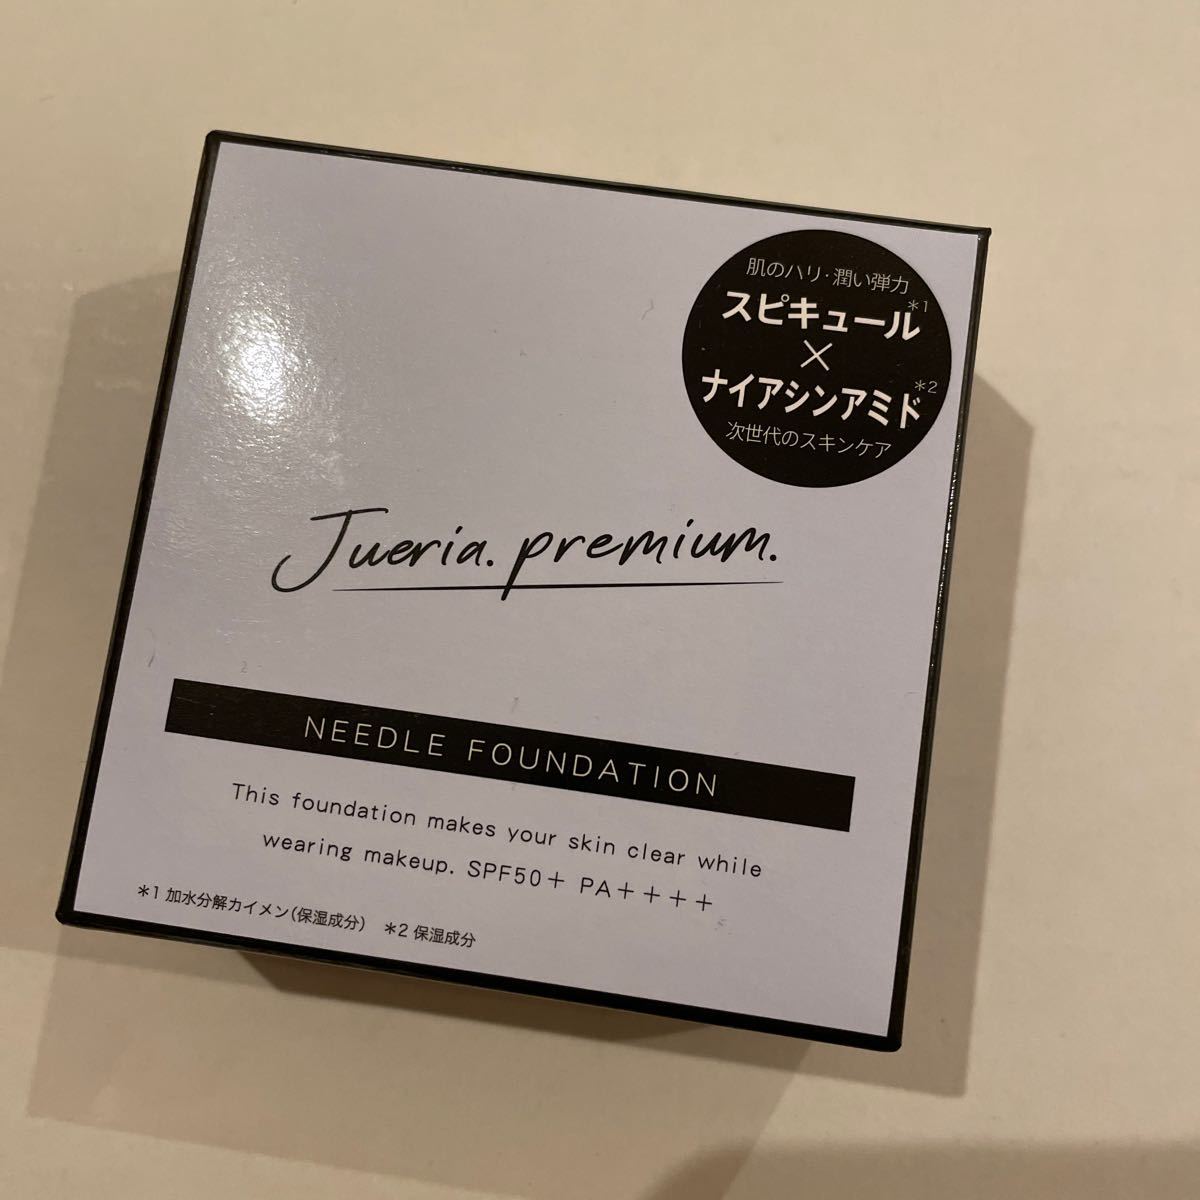 肌のハリ・潤い弾力
スピキュール*1
×
ナイアシンアミド*2
次世代のスキンケア
Jueria. premium.
NEEDLE FOUNDATION
This foundation makes your skin clear while
wearing makeup. SPF50+ PA++++
*1 加水分解カイメン(保湿成分) *2 保湿成分